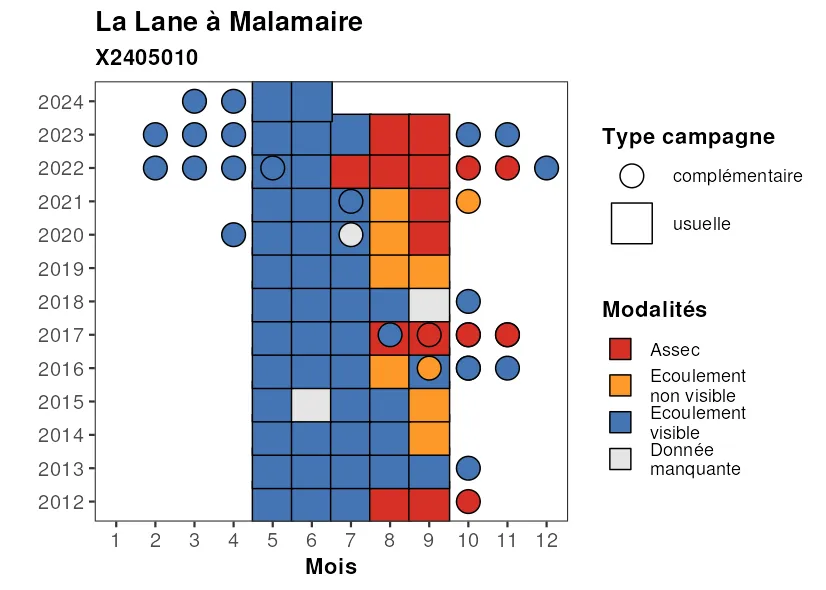 La Lane à Malamaire
X2405010
2024
2023
2022
2021
2020
2019
2018
2017
2016
2015
2014
2013
2012
1 2 3 4 5 6 7 8 9 10 11 12
Mois
Type campagne
complémentaire
usuelle
Modalités
Assec
Ecoulement
non visible
Ecoulement
visible
Donnée
manquante